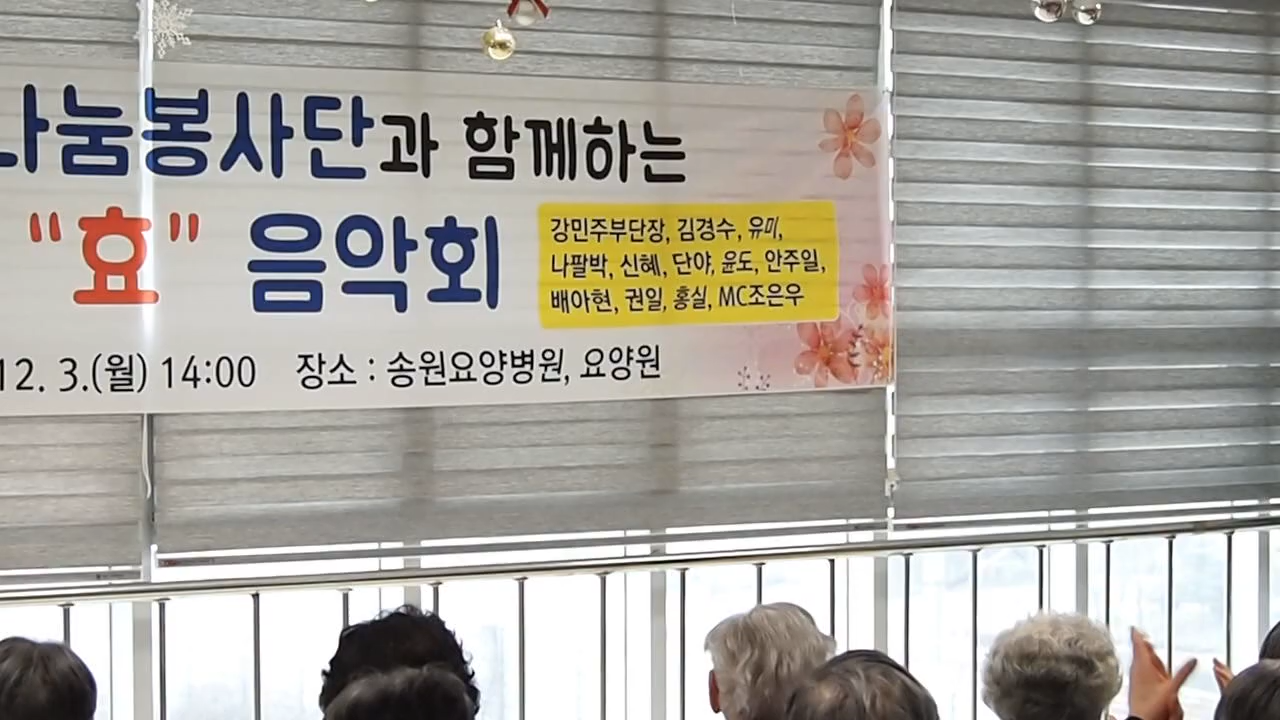 나눔봉사단과 함께하는
"효" 음악회
강민주부단장, 김경수, 유미,
나팔박, 신혜, 단야, 윤도, 안주일,
배아현, 권일, 홍실, MC조은우
12. 3.(월) 14:00 장소 : 송원요양병원, 요양원